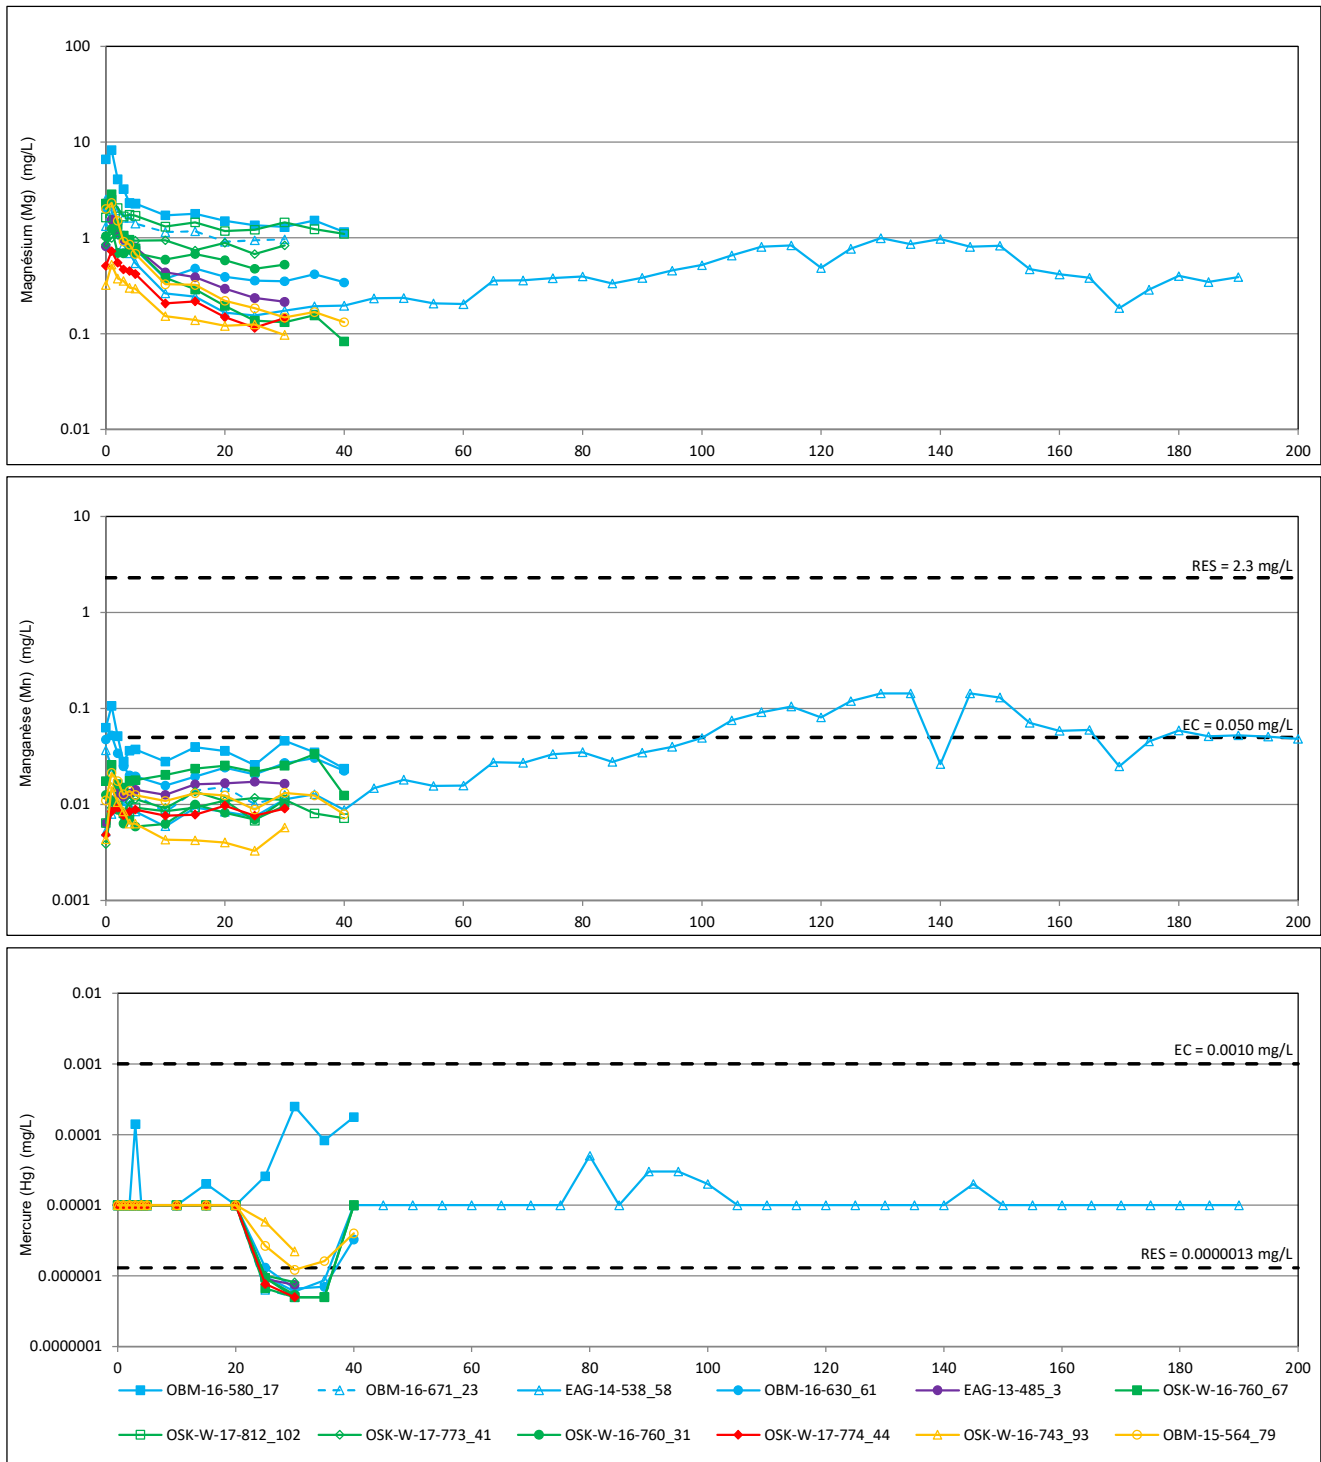 Magnésium (Mg) (mg/L)
100
10
1
0.1
0.01
0 20 40 60 80 100 120 140 160 180 200
Manganèse (Mn) (mg/L)
10
1
0.1
0.01
0.001
RES = 2.3 mg/L
EC = 0.050 mg/L
0 20 40 60 80 100 120 140 160 180 200
Mercure (Hg) (mg/L)
0.01
0.001
0.0001
0.00001
0.000001
0.0000001
EC = 0.0010 mg/L
RES = 0.0000013 mg/L
0 20 40 60 80 100 120 140 160 180 200
OBM-16-580_17 OBM-16-671_23 EAG-14-538_58 OBM-16-630_61 EAG-13-485_3 OSK-W-16-760_67
OSK-W-17-812_102 OSK-W-17-773_41 OSK-W-16-760_31 OSK-W-17-774_44 OSK-W-16-743_93 OBM-15-564_79